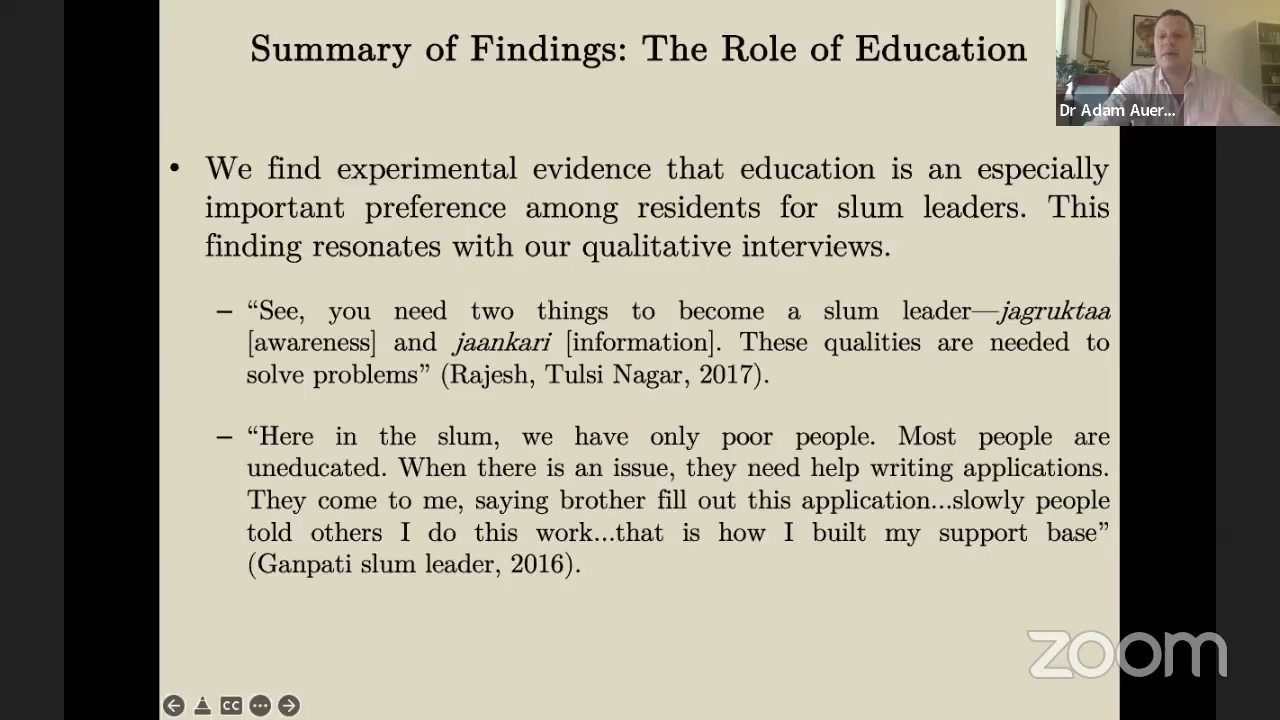 Summary of Findings: The Role of Education
Dr Adam Auer...
• We find experimental evidence that education is an especially
important preference among residents for slum leaders. This
finding resonates with our qualitative interviews.
– “See, you need two things to become a slum leader—jagruktaa
[awareness] and jaankari [information]. These qualities are needed to
solve problems” (Rajesh, Tulsi Nagar, 2017).
– “Here in the slum, we have only poor people. Most people are
uneducated. When there is an issue, they need help writing applications.
They come to me, saying brother fill out this application...slowly people
told others I do this work...that is how I built my support base”
(Ganpati slum leader, 2016).
zoom
CC